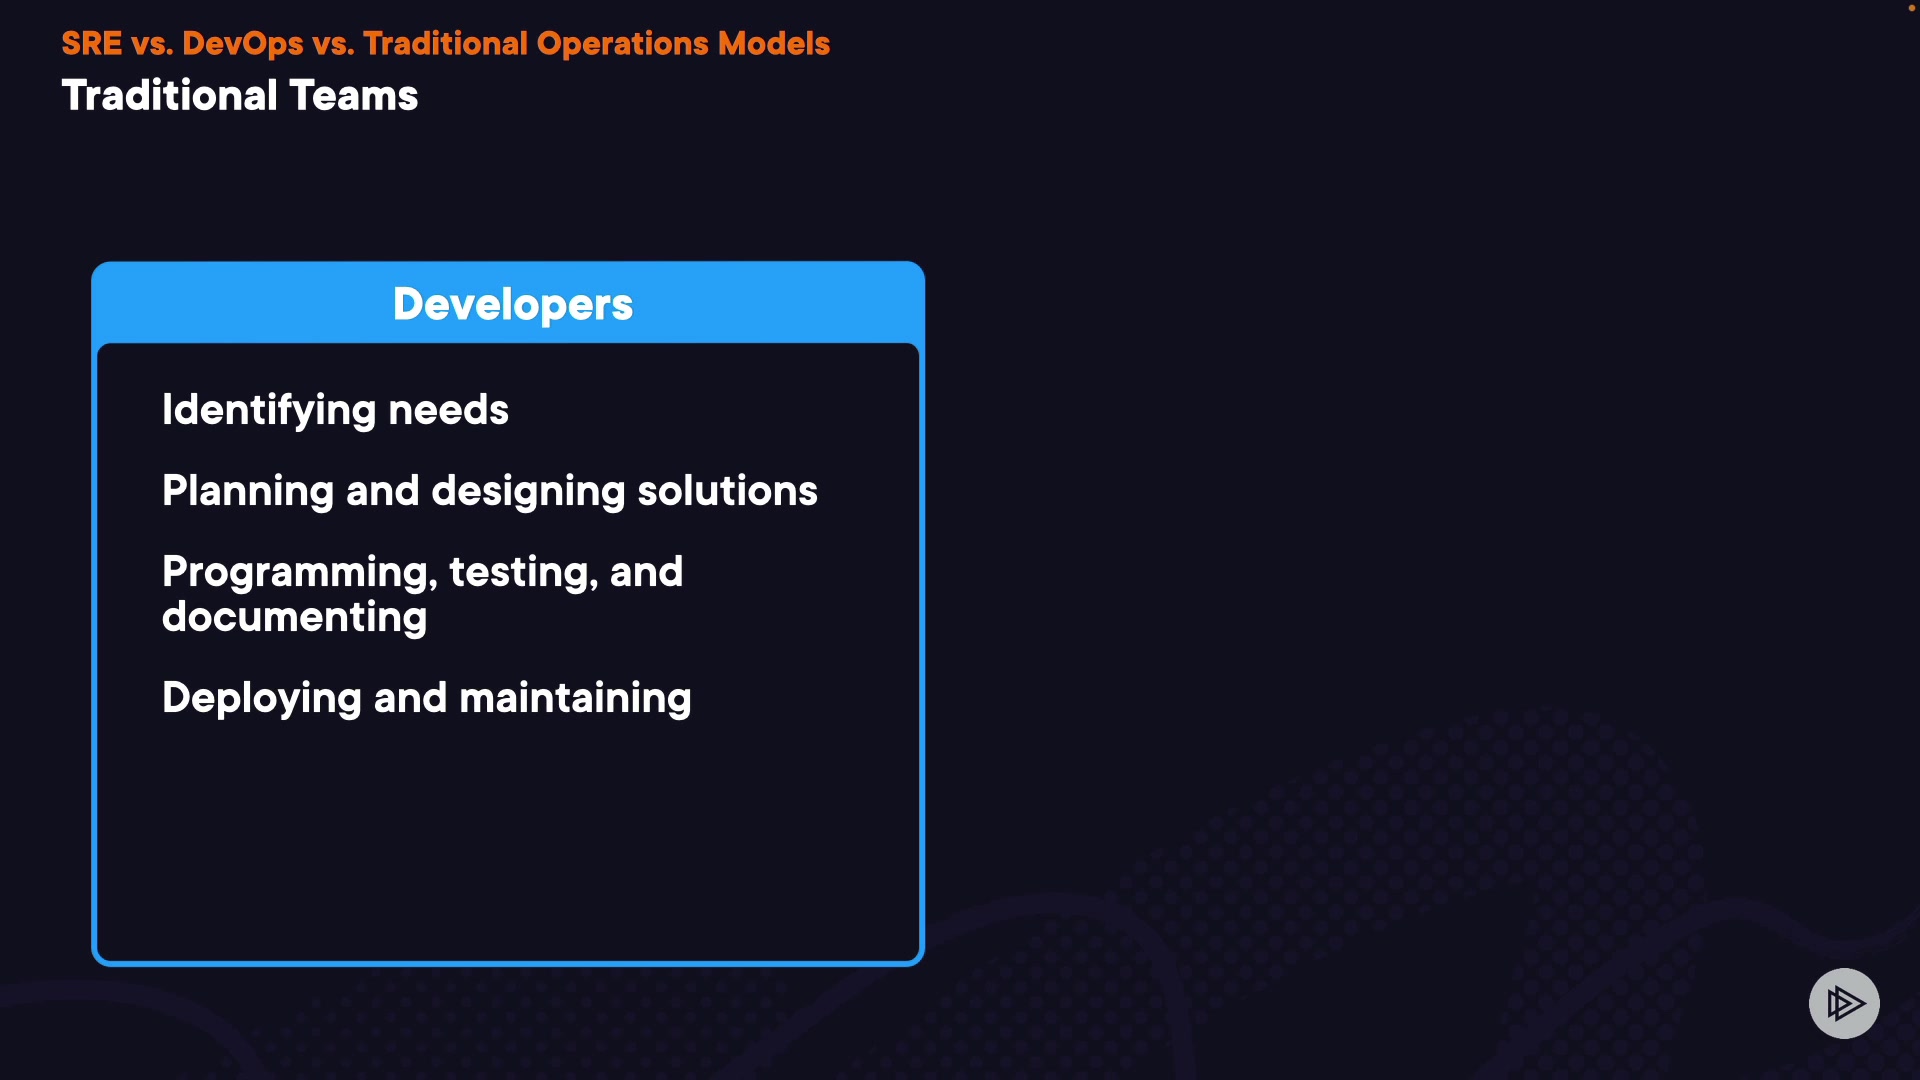 SRE vs. DevOps vs. Traditional Operations Models
Traditional Teams
Developers
Identifying needs
Planning and designing solutions
Programming, testing, and
documenting
Deploying and maintaining